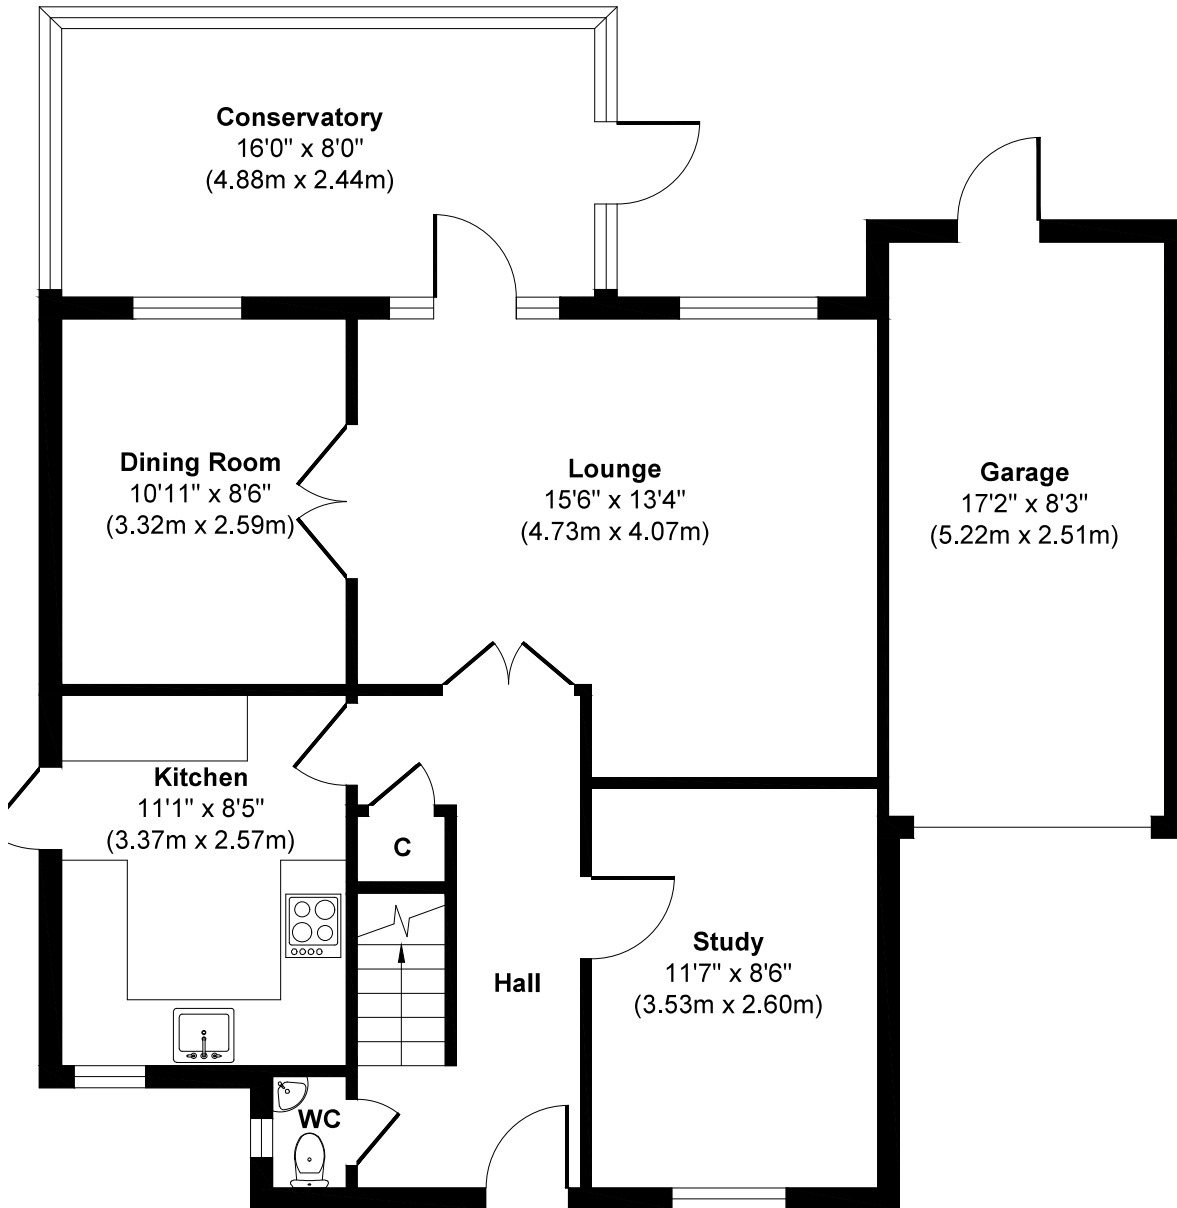 Conservatory
16'0" x 8'0"
(4.88m x 2.44m)
Dining Room
10'11" x 8'6"
(3.32m x 2.59m)
Lounge
15'6" x 13'4"
(4.73m x 4.07m)
Garage
17'2" x 8'3"
(5.22m x 2.51m)
Kitchen
11'1" x 8'5"
(3.37m x 2.57m)
C
Study
11'7" x 8'6"
(3.53m x 2.60m)
Hall
WC